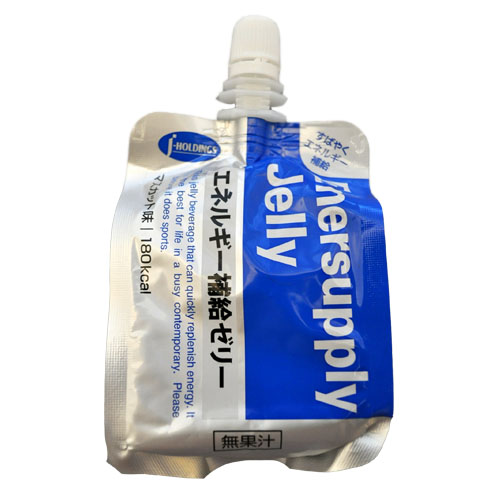 J-HOLDINGS
すばやく
エネルギー
補給
Enersupply
Jelly
エネルギー補給ゼリー
jelly beverage that can quickly replenish energy. It
best for life in a busy contemporary. Please
it does sports.
マスカット味 | 180kcal
無果汁